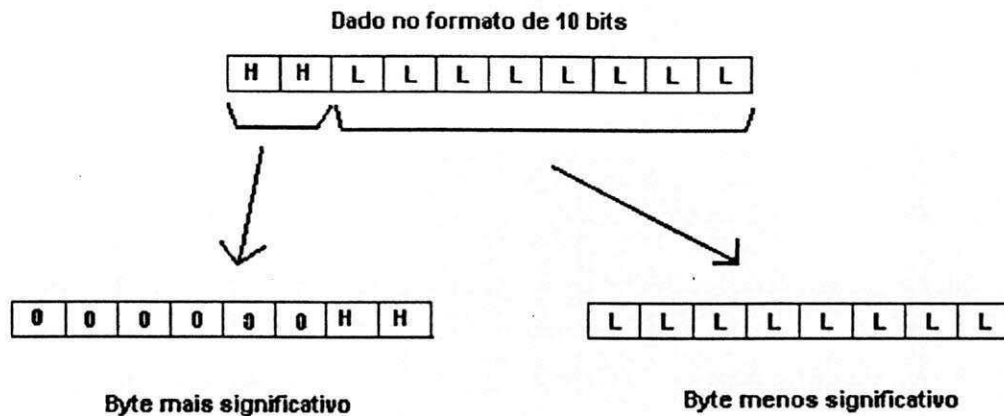 Dado no formato de 10 bits
H H L L L L L L L L
0 0 0 0 0 0 H H
L L L L L L L L
Byte mais significativo
Byte menos significativo